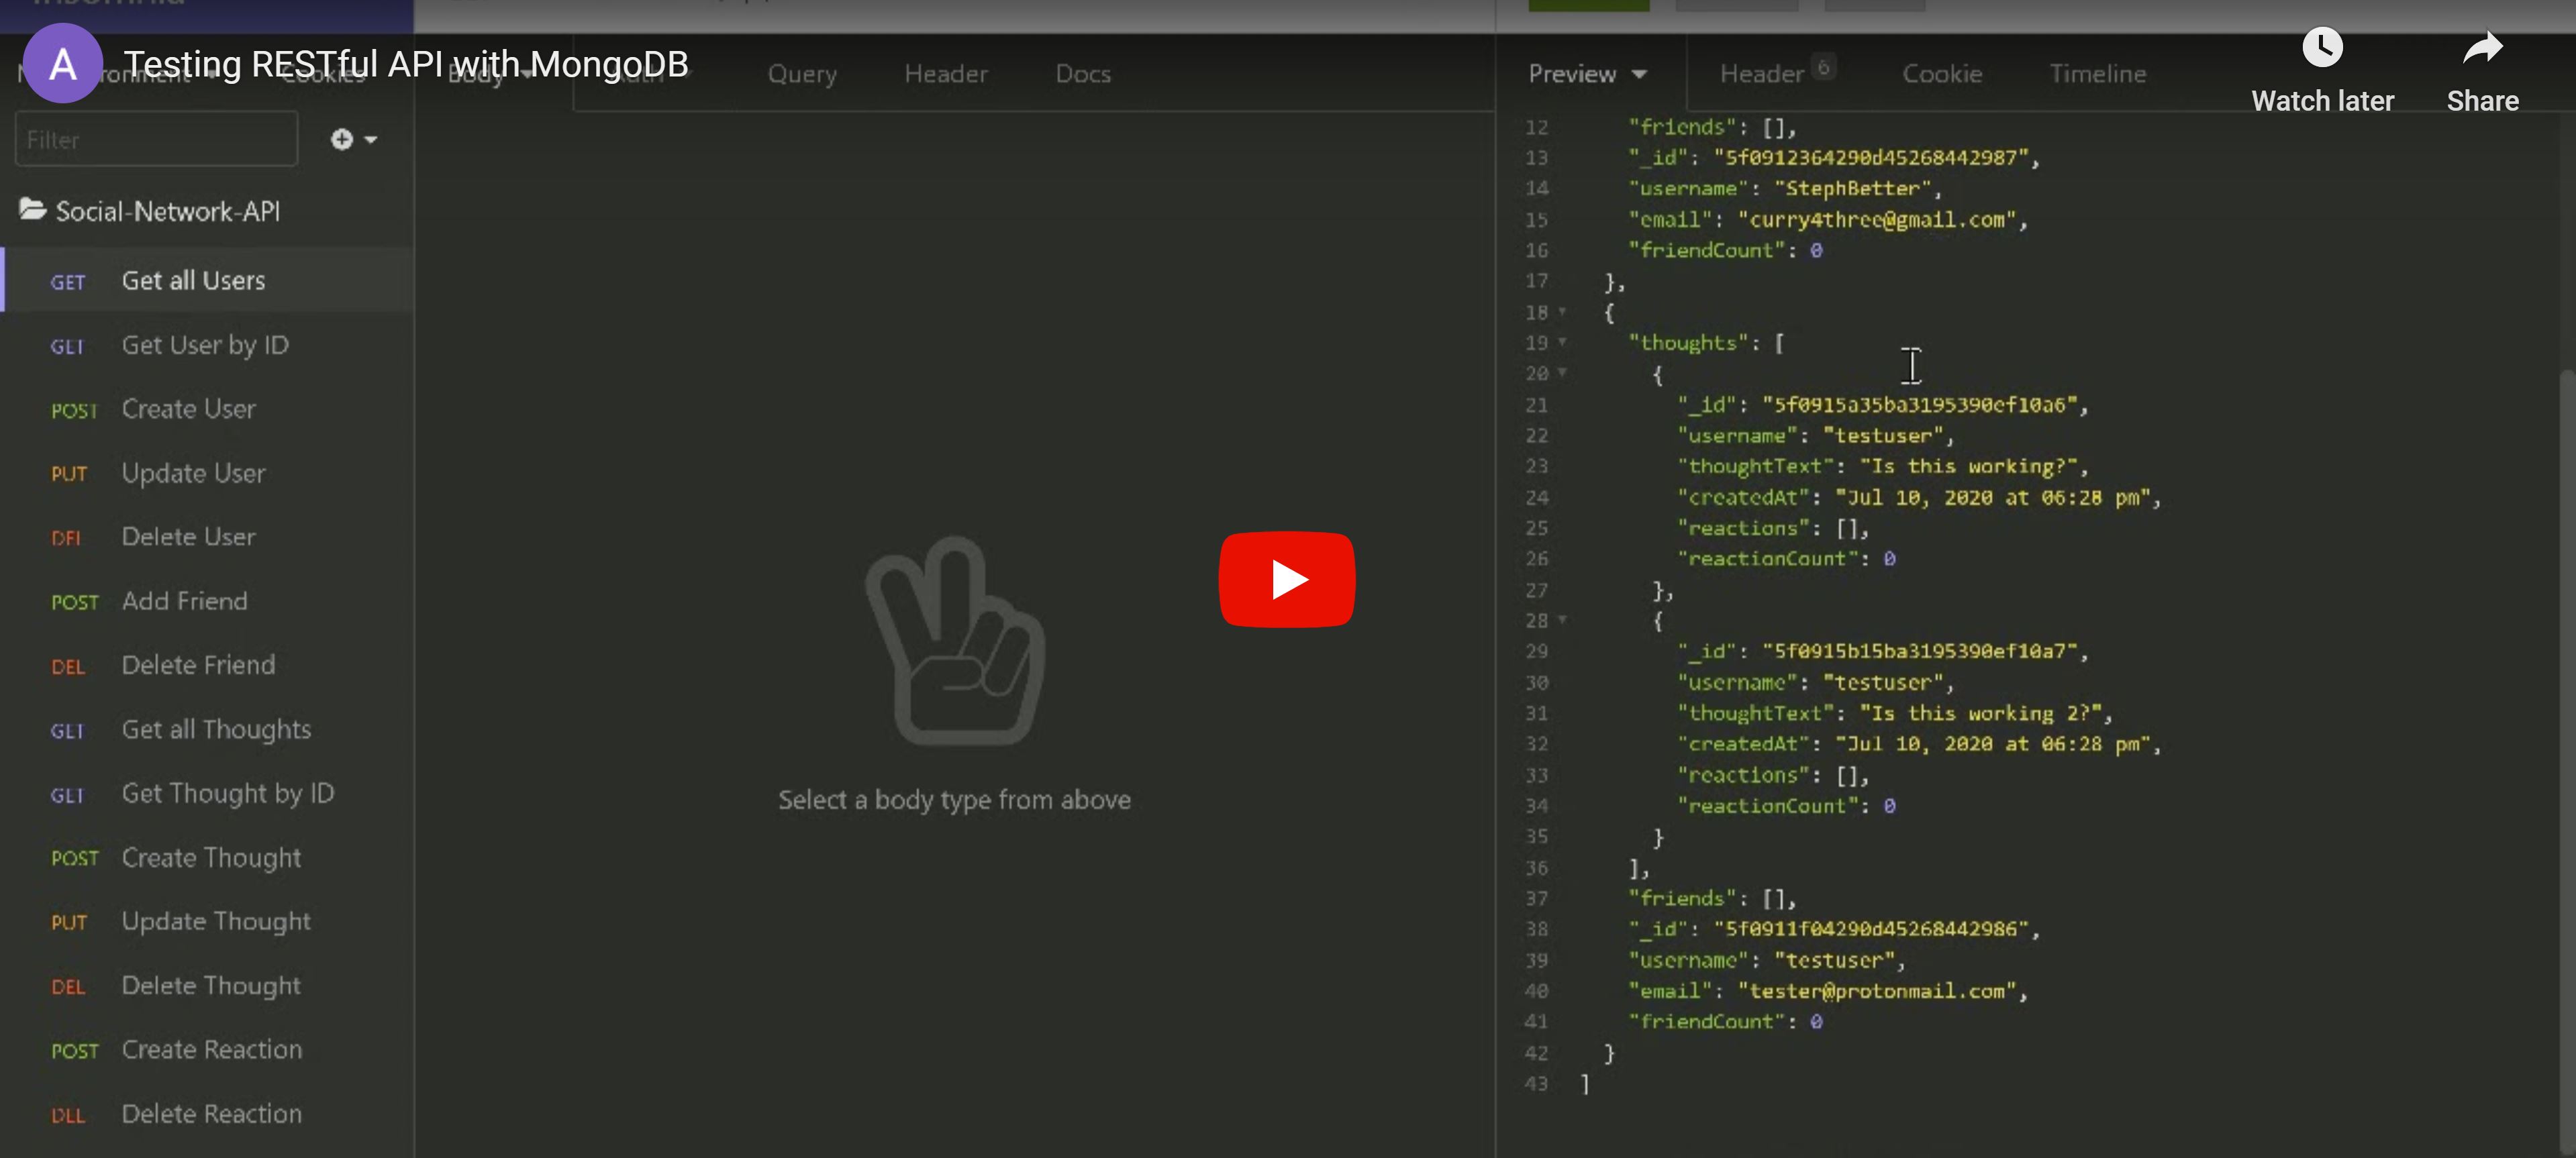 A
Testing RESTful API with MongoDB
Cookies
Body
Query
Header
Docs
Preview
Header 6
Cookie
Timeline
Watch later
Share
Filter
Social-Network-API
GET Get all Users
GET Get User by ID
POST Create User
PUT Update User
DEL Delete User
POST Add Friend
DEL Delete Friend
GET Get all Thoughts
GET Get Thought by ID
POST Create Thought
PUT Update Thought
DEL Delete Thought
POST Create Reaction
DEL Delete Reaction
Select a body type from above
12 "friends": [],
13 "_id": "5f0912364290d45268442987",
14 "username": "StephBetter",
15 "email": "curry4three@gmail.com",
16 "friendCount": 0
17 },
18 {
19 "thoughts": [
20 {
21 "_id": "5f0915a35ba3195390ef10a6",
22 "username": "testuser",
23 "thoughtText": "Is this working?",
24 "createdAt": "Jul 10, 2020 at 06:28 pm",
25 "reactions": [],
26 "reactionCount": 0
27 },
28 {
29 "_id": "5f0915b15ba3195390ef10a7",
30 "username": "testuser",
31 "thoughtText": "Is this working 2?",
32 "createdAt": "Jul 10, 2020 at 06:28 pm",
33 "reactions": [],
34 "reactionCount": 0
35 }
36 ],
37 "friends": [],
38 "_id": "5f0911f04290d45268442986",
39 "username": "testuser",
40 "email": "tester@protonmail.com",
41 "friendCount": 0
42 }
43 ]